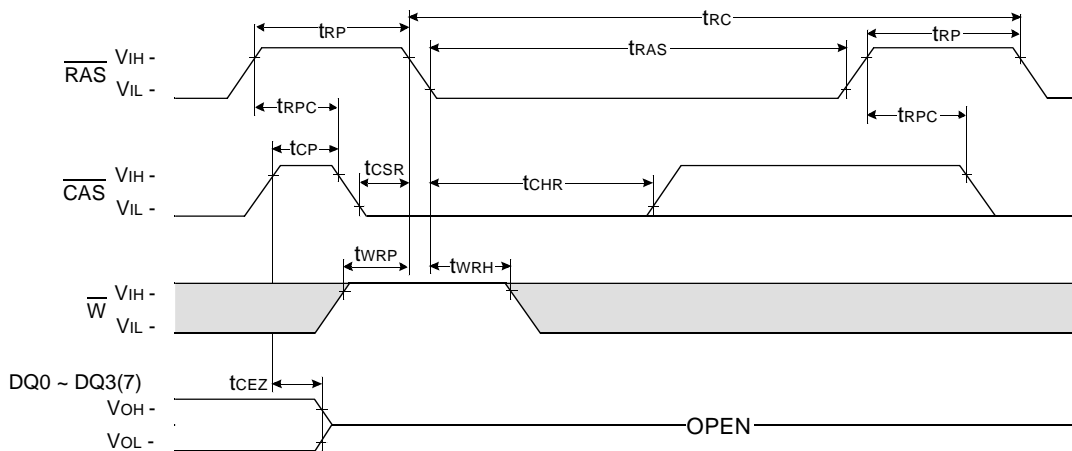 tRP
tRC
tRAS
tRP
RAS
VIH -
VIL -
tRPC
tRPC
tCP
tCSR
tCHR
CAS
VIH -
VIL -
tWRP
tWRH
W
VIH -
VIL -
DQ0 ~ DQ3(7)
tCEZ
VOH -
VOL -
OPEN